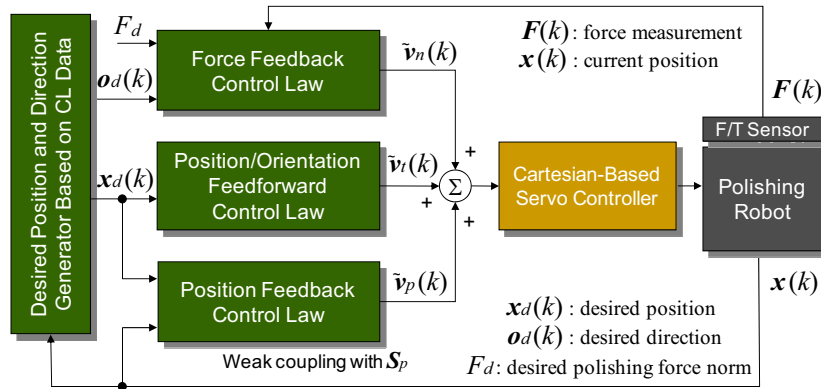 Desired Position and Direction
Generator Based on CL Data
F_d
o_d(k)
x_d(k)
Force Feedback
Control Law
Position/Orientation
Feedforward
Control Law
Position Feedback
Control Law
Weak coupling with S_p
ṽ_n(k)
ṽ_t(k)
ṽ_p(k)
+
+
+
Σ
Cartesian-Based
Servo Controller
F(k) : force measurement
x(k) : current position
F(k)
F/T Sensor
Polishing
Robot
x(k)
x_d(k) : desired position
o_d(k) : desired direction
F_d : desired polishing force norm